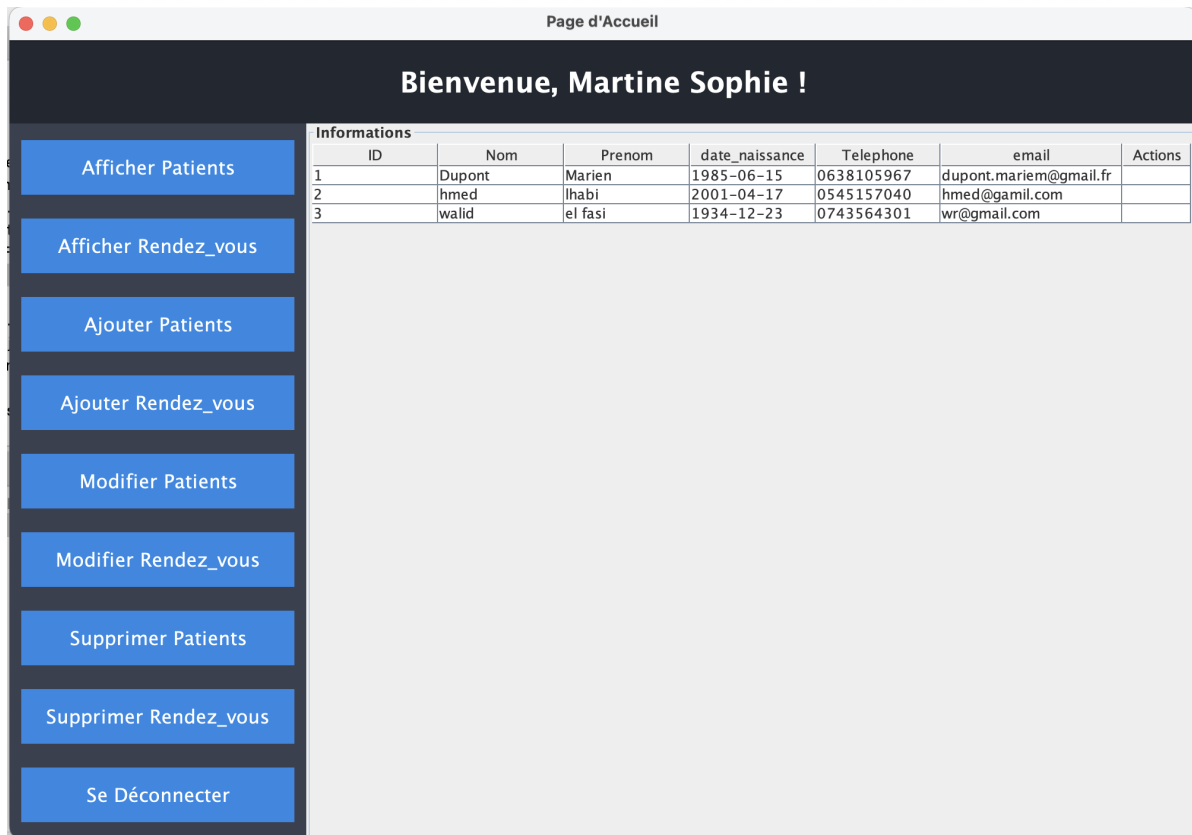 Page d'Accueil
Bienvenue, Martine Sophie !
Afficher Patients
Afficher Rendez_vous
Ajouter Patients
Ajouter Rendez_vous
Modifier Patients
Modifier Rendez_vous
Supprimer Patients
Supprimer Rendez_vous
Se Déconnecter
Informations
ID Nom Prenom date_naissance Telephone email Actions
1 Dupont Marien 1985-06-15 0638105967 dupont.mariem@gmail.fr
2 hmed lhabi 2001-04-17 0545157040 hmed@gamil.com
3 walid el fasi 1934-12-23 0743564301 wr@gmail.com